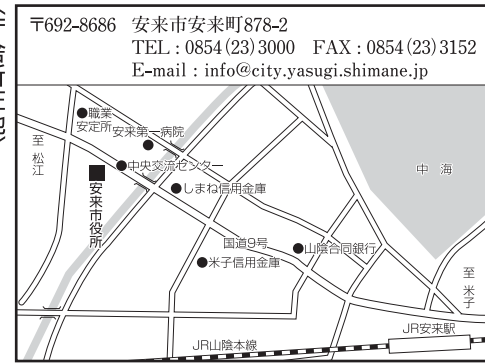 〒692-8686 安来市安来町878-2
TEL：0854(23)3000 FAX：0854(23)3152
E-mail：info@city.yasugi.shimane.jp
至 松江
職業
安定所
安来第一病院
中央交流センター
安来市役所
しまね信用金庫
中 海
国道9号
山陰合同銀行
米子信用金庫
至 米子
JR安来駅
JR山陰本線